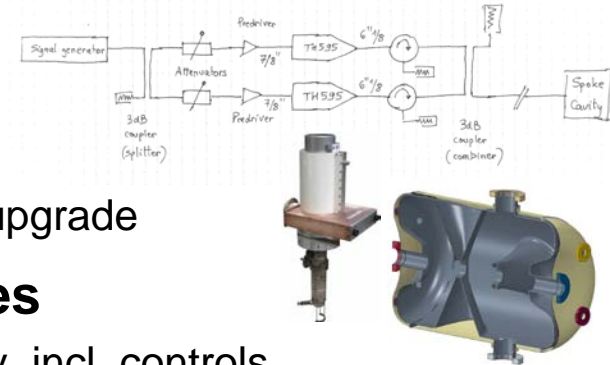 Predriver
Signal generator
TH595
6"1/8
7/8"
Attenuators
TH595
6"1/8
7/8"
Predriver
3dB
coupler
(splitter)
3dB
coupler
(combiner)
Spoke
Cavity
upgrade
es
y incl. controls